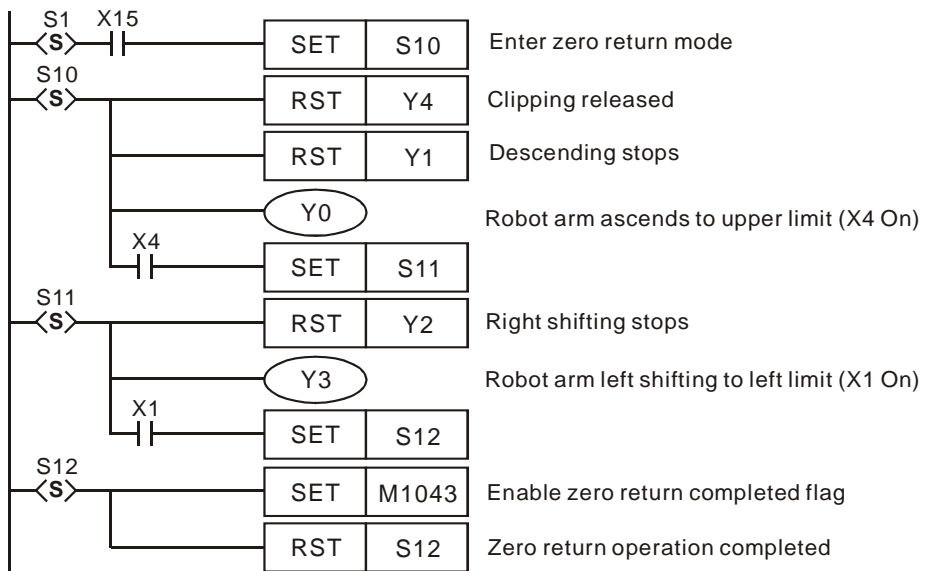 S1 X15
S SET S10 Enter zero return mode
S10
S RST Y4 Clipping released
RST Y1 Descending stops
Y0 Robot arm ascends to upper limit (X4 On)
X4
SET S11
S11
S RST Y2 Right shifting stops
Y3 Robot arm left shifting to left limit (X1 On)
X1
SET S12
S12
S SET M1043 Enable zero return completed flag
RST S12 Zero return operation completed